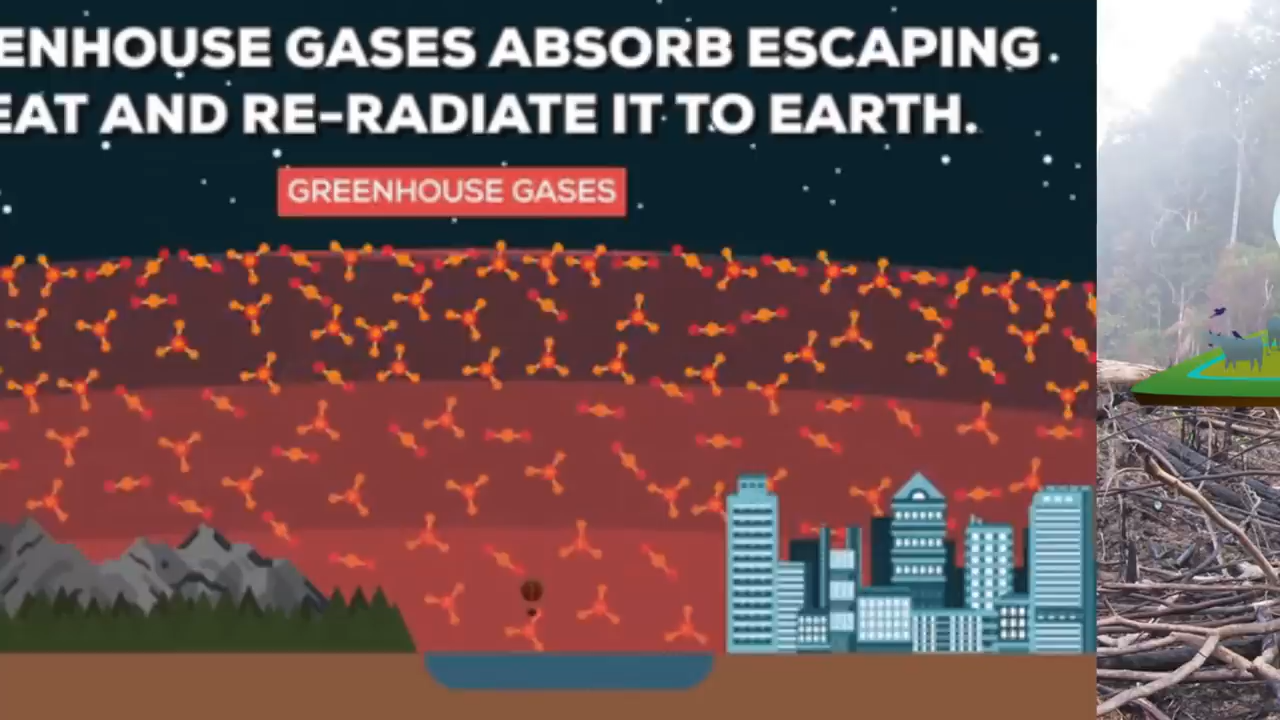 ENHOUSE GASES ABSORB ESCAPING
EAT AND RE-RADIATE IT TO EARTH.
GREENHOUSE GASES